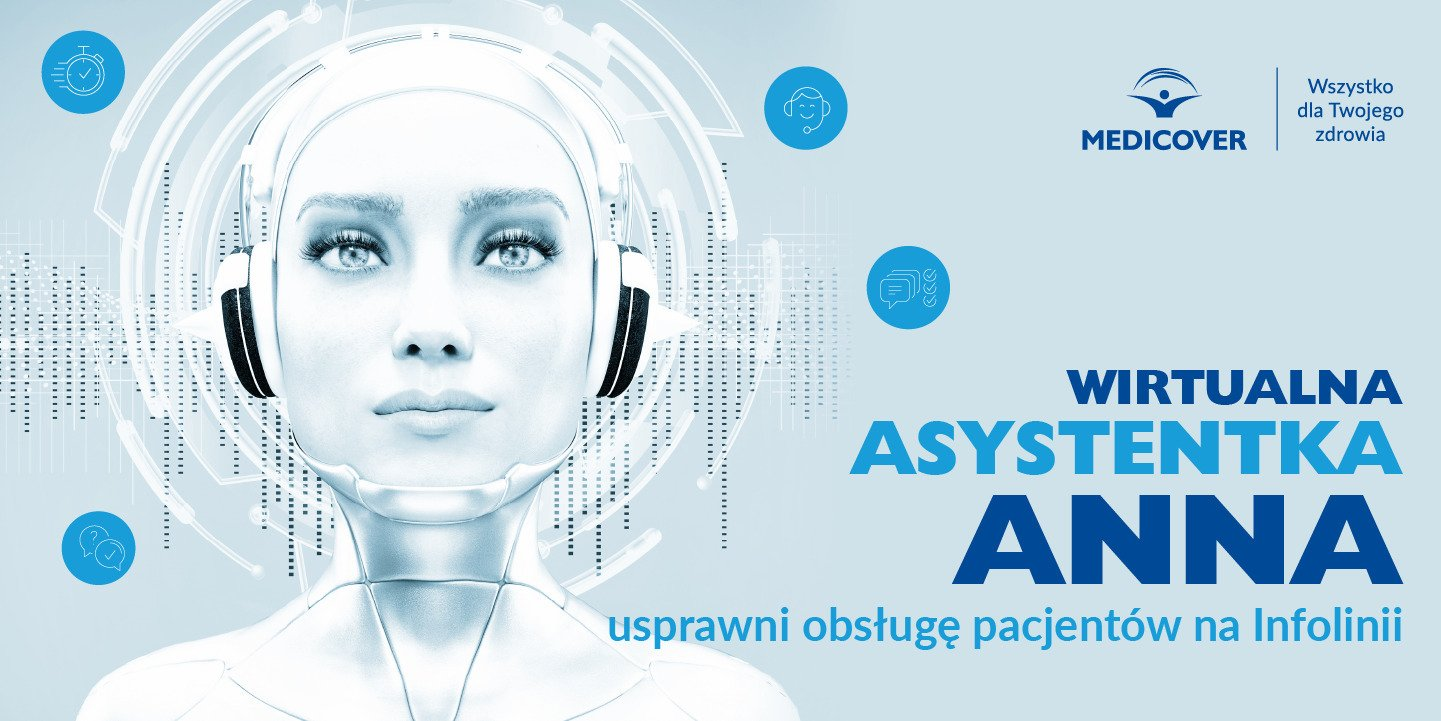 MEDICOVER
Wszystko
dla Twojego
zdrowia
WIRTUALNA
ASYSTENTKA
ANNA
usprawni obsługę pacjentów na Infolinii